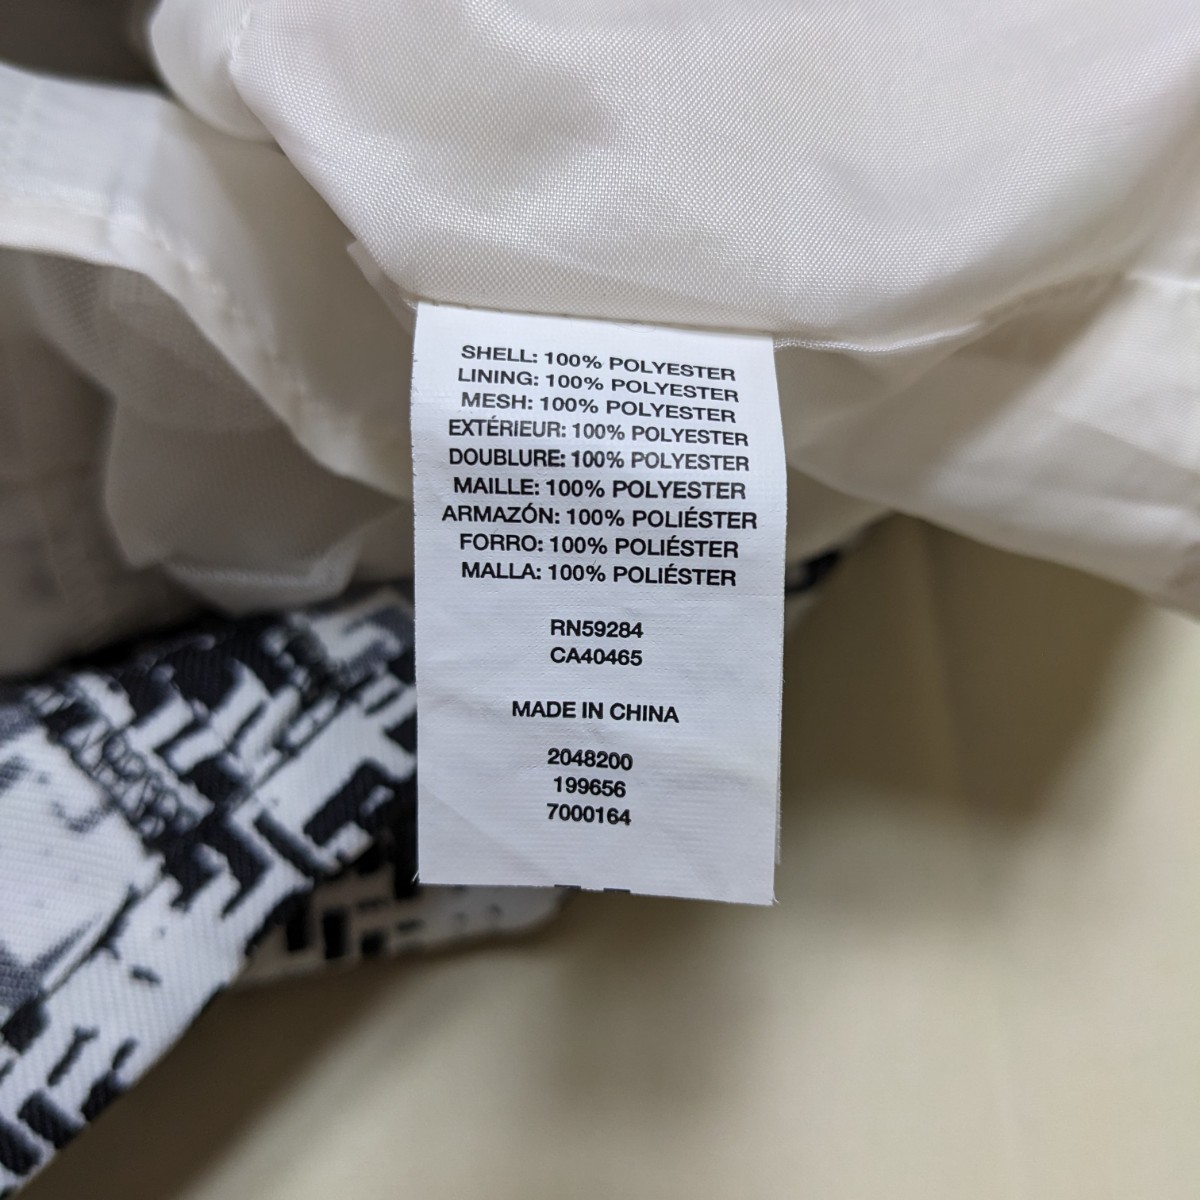 SHELL: 100% POLYESTER
LINING: 100% POLYESTER
MESH: 100% POLYESTER
EXTÉRIEUR: 100% POLYESTER
DOUBLURE: 100% POLYESTER
MAILLE: 100% POLYESTER
ARMAZÓN: 100% POLIÉSTER
FORRO: 100% POLIÉSTER
MALLA: 100% POLIÉSTER
RN59284
CA40465
MADE IN CHINA
2048200
199656
7000164